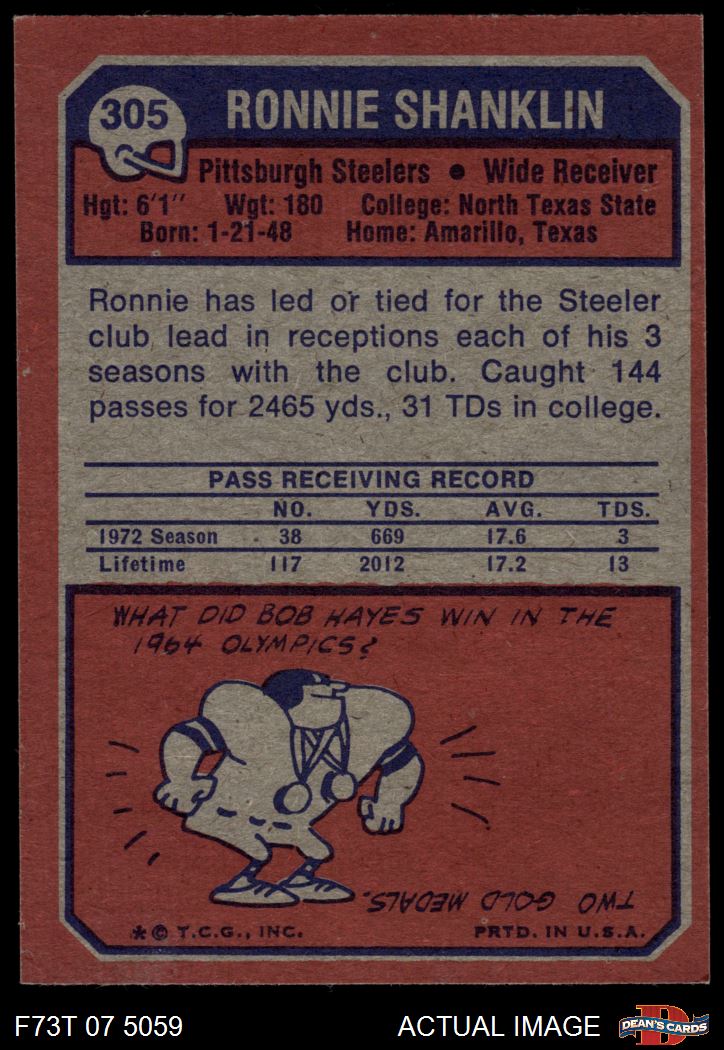 305
RONNIE SHANKLIN
Pittsburgh Steelers • Wide Receiver
Hgt: 6'1" Wgt: 180 College: North Texas State
Born: 1-21-48 Home: Amarillo, Texas
Ronnie has led or tied for the Steeler
club lead in receptions each of his 3
seasons with the club. Caught 144
passes for 2465 yds., 31 TDs in college.
PASS RECEIVING RECORD
NO. YDS. AVG. TDS.
1972 Season 38 669 17.6 3
Lifetime 117 2012 17.2 13
WHAT DID BOB HAYES WIN IN THE
1964 OLYMPICS?
TWO GOLD MEDALS.
* © T.C.G., INC. PRTD. IN U.S.A.
F73T 07 5059 ACTUAL IMAGE
D
DEAN'S CARDS